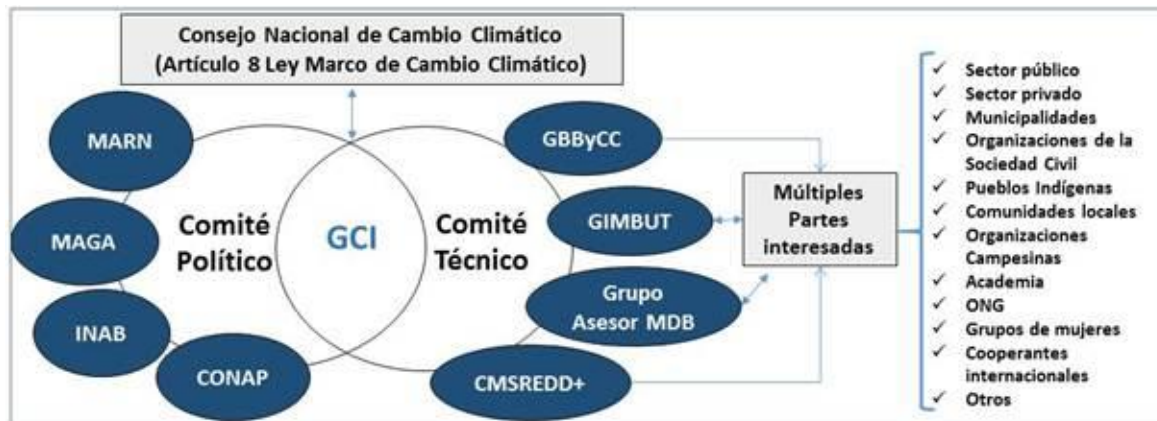 Consejo Nacional de Cambio Climático
(Artículo 8 Ley Marco de Cambio Climático)
MARN
MAGA
INAB
CONAP
Comité
Político
GCI
Comité
Técnico
GBByCC
GIMBUT
Grupo
Asesor MDB
CMSREDD+
Múltiples
Partes
interesadas
✓ Sector público
✓ Sector privado
✓ Municipalidades
✓ Organizaciones de la
Sociedad Civil
✓ Pueblos Indígenas
✓ Comunidades locales
✓ Organizaciones
Campesinas
✓ Academia
✓ ONG
✓ Grupos de mujeres
✓ Cooperantes
internacionales
✓ Otros